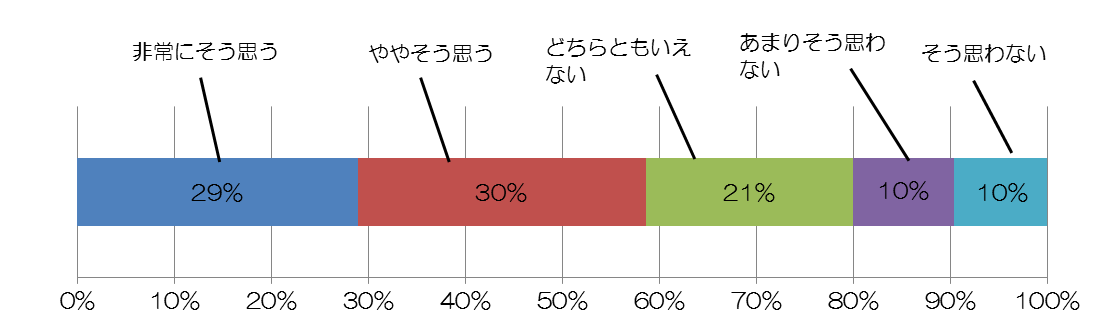 非常にそう思う
ややそう思う
どちらともいえ
ない
あまりそう思わ
ない
そう思わない
29%
30%
21%
10%
10%
0%
10%
20%
30%
40%
50%
60%
70%
80%
90%
100%